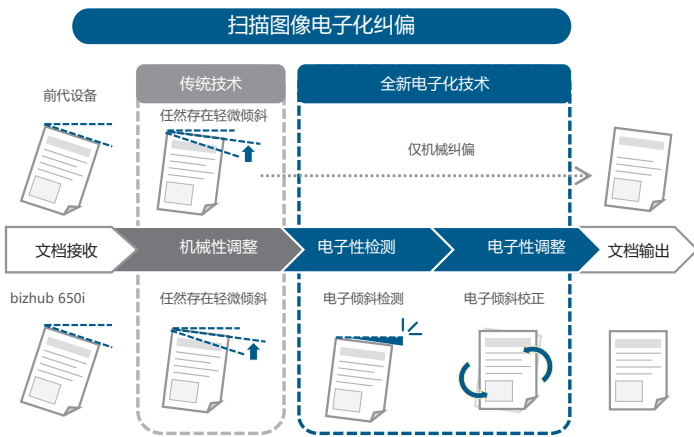 扫描图像电子化纠偏
传统技术
全新电子化技术
前代设备
任然存在轻微倾斜
仅机械纠偏
文档接收
机械性调整
电子性检测
电子性调整
文档输出
bizhub 650i
任然存在轻微倾斜
电子倾斜检测
电子倾斜校正